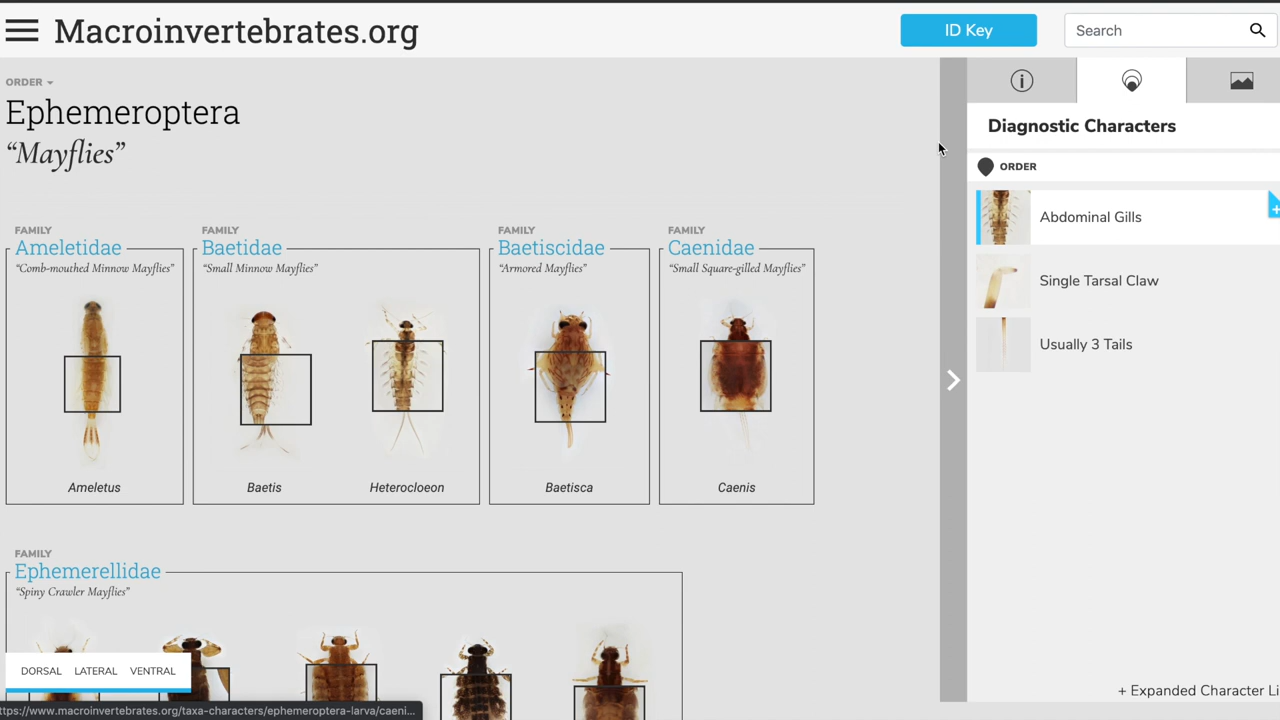 Macroinvertebrates.org
ID Key
Search
ORDER
Ephemeroptera
“Mayflies”
Diagnostic Characters
ORDER
Abdominal Gills
Single Tarsal Claw
Usually 3 Tails
FAMILY
Ameletidae
“Comb-mouthed Minnow Mayflies”
Ameletus
FAMILY
Baetidae
“Small Minnow Mayflies”
Baetis
Heterocloeon
FAMILY
Baetiscidae
“Armored Mayflies”
Baetisca
FAMILY
Caenidae
“Small Square-gilled Mayflies”
Caenis
FAMILY
Ephemerellidae
“Spiny Crawler Mayflies”
DORSAL LATERAL VENTRAL
+ Expanded Character Li
ttps://www.macroinvertebrates.org/taxa-characters/ephemeroptera-larva/caeni...